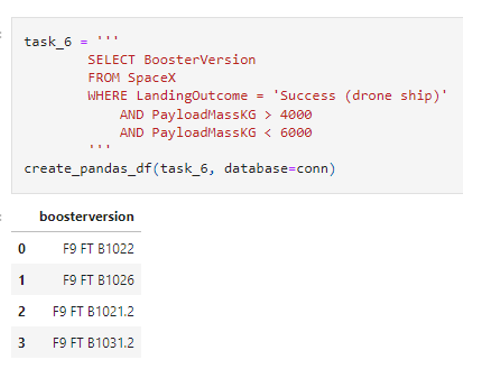 task_6 = '''
SELECT BoosterVersion
FROM SpaceX
WHERE LandingOutcome = 'Success (drone ship)'
AND PayloadMassKG > 4000
AND PayloadMassKG < 6000
'''
create_pandas_df(task_6, database=conn)
boosterversion
0 F9 FT B1022
1 F9 FT B1026
2 F9 FT B1021.2
3 F9 FT B1031.2